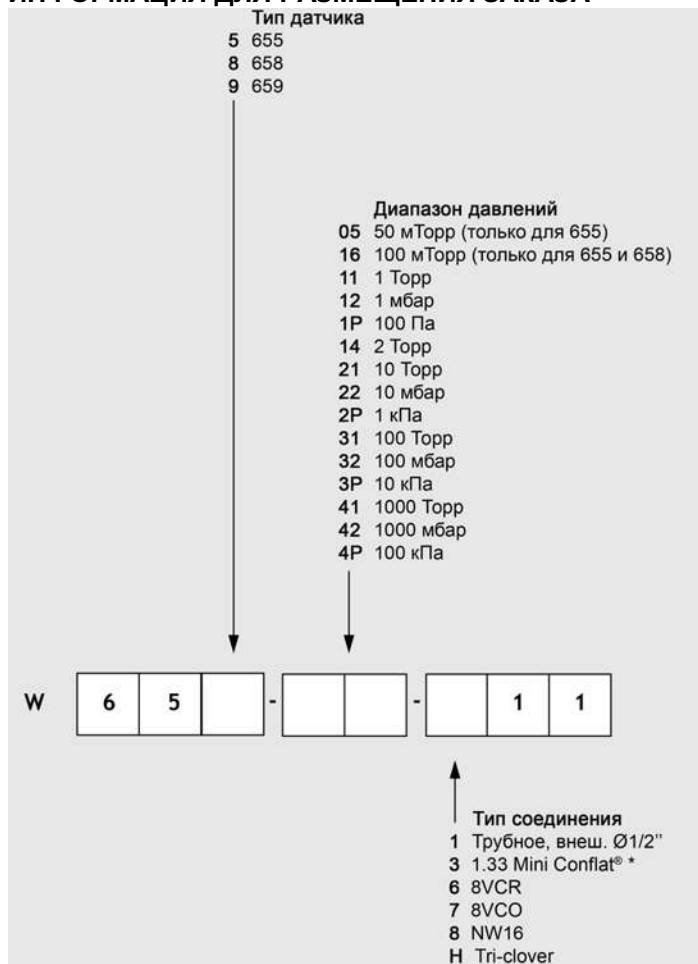 ИНФОРМАЦИЯ ДЛЯ РАЗМЕЩЕНИЯ ЗАКАЗА
Тип датчика
5 655
8 658
9 659
Диапазон давлений
05 50 мТорр (только для 655)
16 100 мТорр (только для 655 и 658)
11 1 Торр
12 1 мбар
1P 100 Па
14 2 Торр
21 10 Торр
22 10 мбар
2P 1 кПа
31 100 Торр
32 100 мбар
3P 10 кПа
41 1000 Торр
42 1000 мбар
4P 100 кПа
W 6 5 - - 1 1
Тип соединения
1 Трубное, внеш. Ø1/2"
3 1.33 Mini Conflat® *
6 8VCR
7 8VCO
8 NW16
H Tri-clover